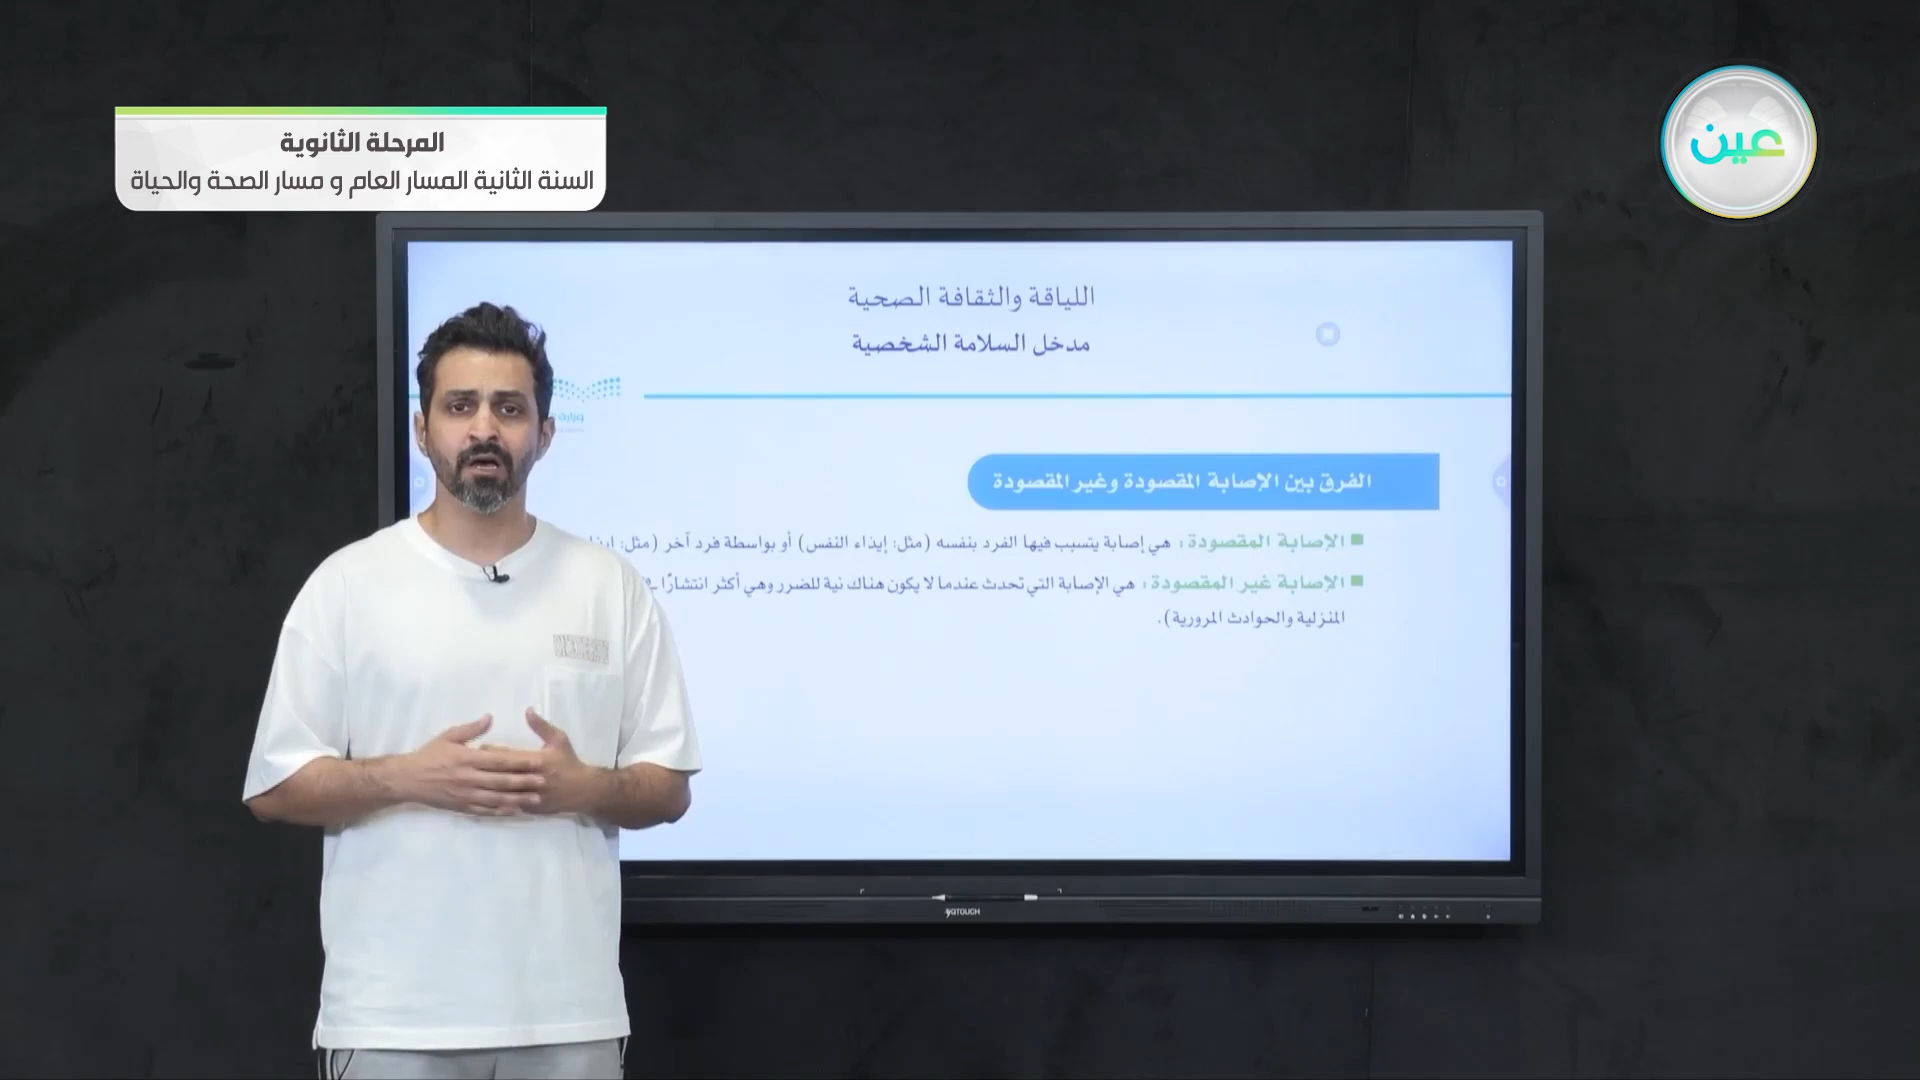 المرحلة الثانوية
السنة الثانية المسار العام و مسار الصحة والحياة
عين
اللياقة والثقافة الصحية
مدخل السلامة الشخصية
وزارة
الفرق بين الإصابة المقصودة وغير المقصودة
الإصابة المقصودة: هي إصابة يتسبب فيها الفرد بنفسه (مثل: إيذاء النفس) أو بواسطة فرد آخر (مثل:
الإصابة غير المقصودة: هي الإصابة التي تحدث عندما لا يكون هناك نية للضرر وهي أكثر انتشارًا
المنزلية والحوادث المرورية).
IQTOUCH